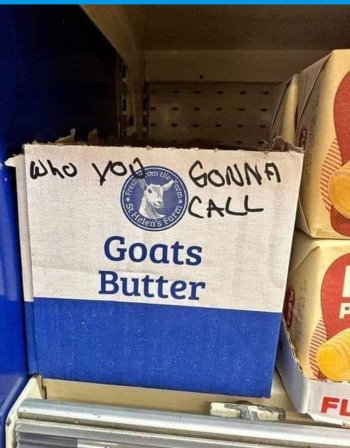 Who YOU GONNA
CALL
Fresh from the Farm
St Helen's Farm
Goats
Butter
P
FL